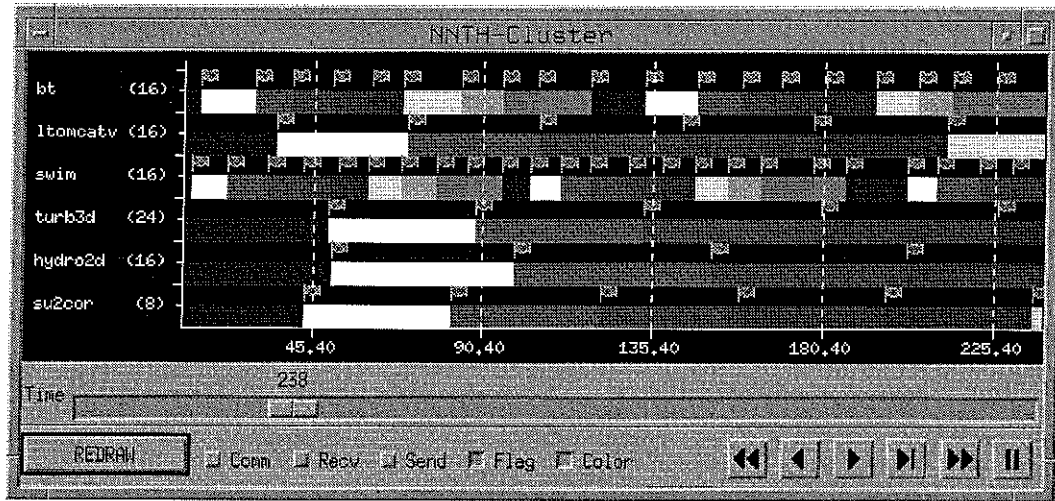 NNTH-Cluster
bt (16)
ltomcatv (16)
swim (16)
turb3d (24)
hydro2d (16)
su2cor (8)
45.40 90.40 135.40 180.40 225.40
238
Time
REDRAW Comm Recv Send Flag Color